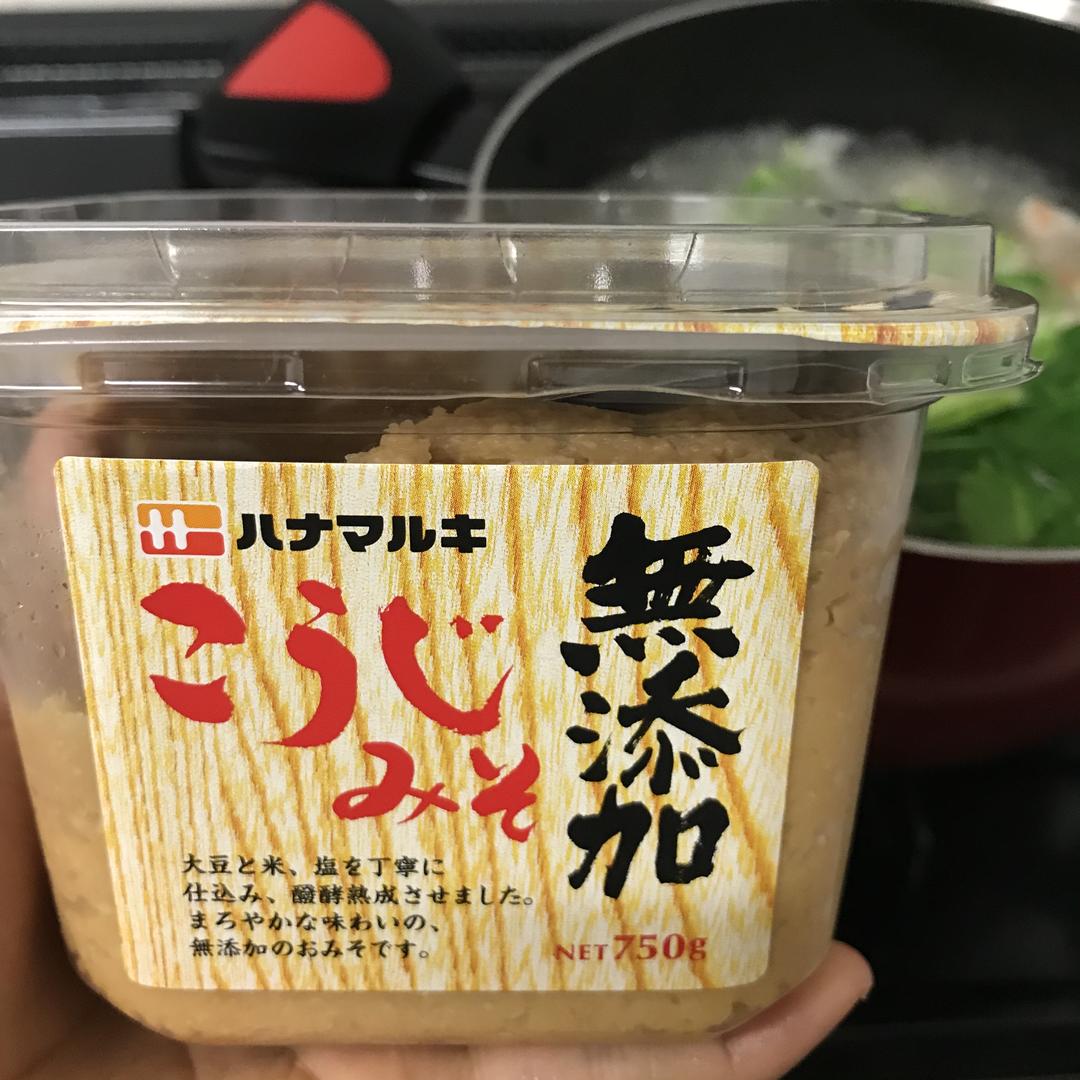 ハナマルキ
無添加
こうじ
みそ
大豆と米、塩を丁寧に
仕込み、醱酵熟成させました。
まろやかな味わいの、
無添加のおみそです。
NET750g